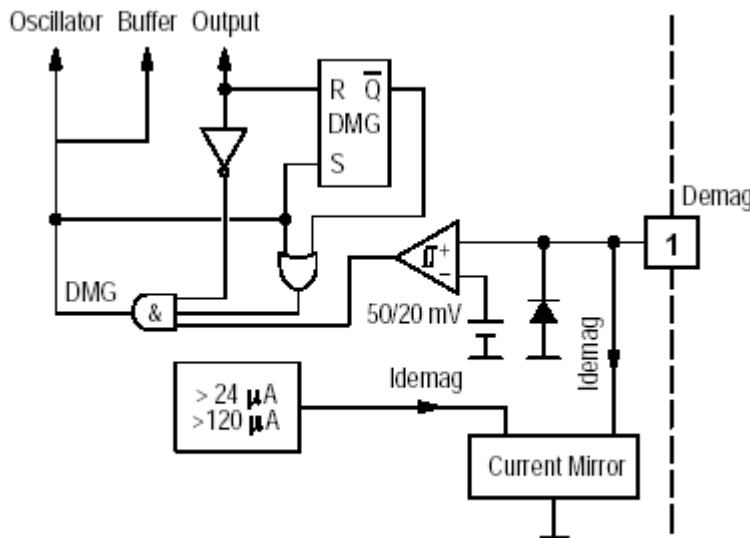 Oscillator Buffer Output
R Q̅
DMG
S
Demag
1
+
−
DMG
&
50/20 mV
Idemag
Idemag
> 24 µA
>120 µA
Current Mirror